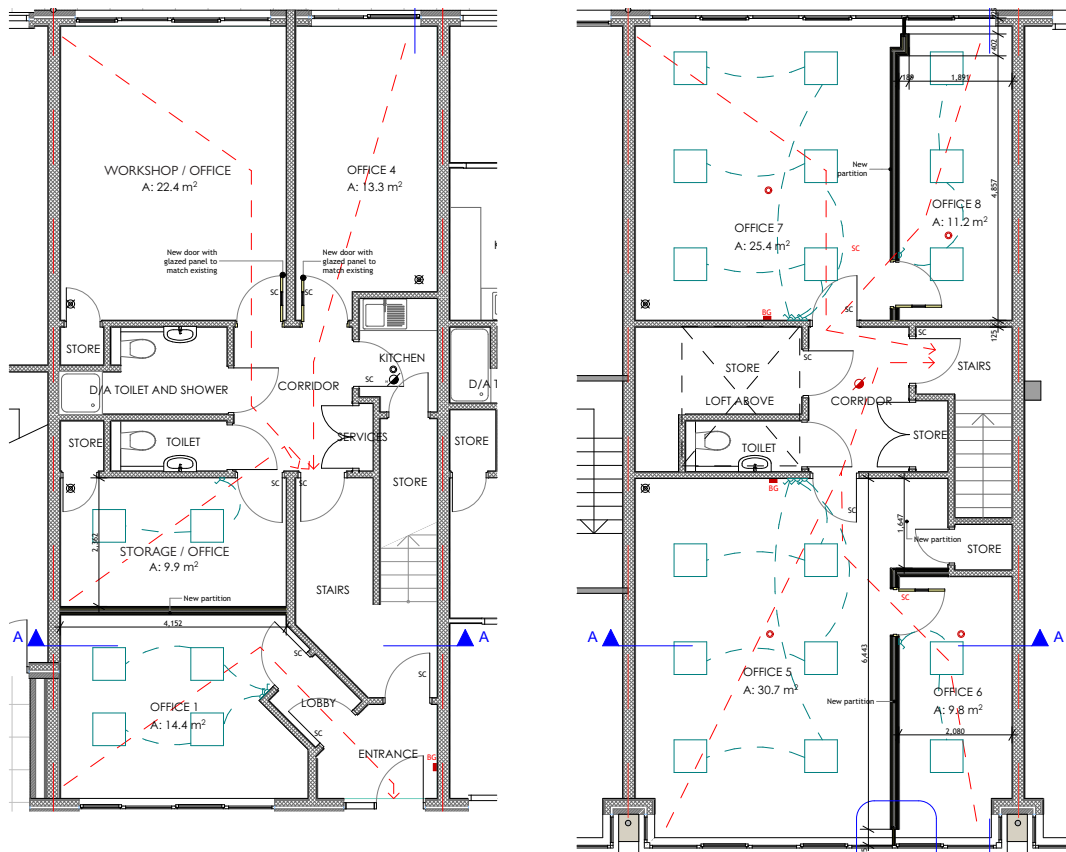 WORKSHOP / OFFICE
A: 22.4 m²
OFFICE 4
A: 13.3 m²
New door with
glazed panel to
match existing
New door with
glazed panel to
match existing
SC
SC
STORE
D/A TOILET AND SHOWER
CORRIDOR
KITCHEN
SC
D/A T
K
STORE
TOILET
SERVICES
STORE
STORE
SC
SC
STORAGE / OFFICE
A: 9.9 m²
New partition
4,152
STAIRS
A
A
SC
SC
LOBBY
SC
OFFICE 1
A: 14.4 m²
ENTRANCE
BG
402
189
1,891
New
partition
4,857
OFFICE 7
A: 25.4 m²
OFFICE 8
A: 11.2 m²
SC
SC
BG
SC
125
STORE
LOFT ABOVE
CORRIDOR
STAIRS
TOILET
STORE
SC
BG
SC
1,647
New partition
STORE
SC
A
A
6,443
OFFICE 5
A: 30.7 m²
New partition
OFFICE 6
A: 9.8 m²
2,080